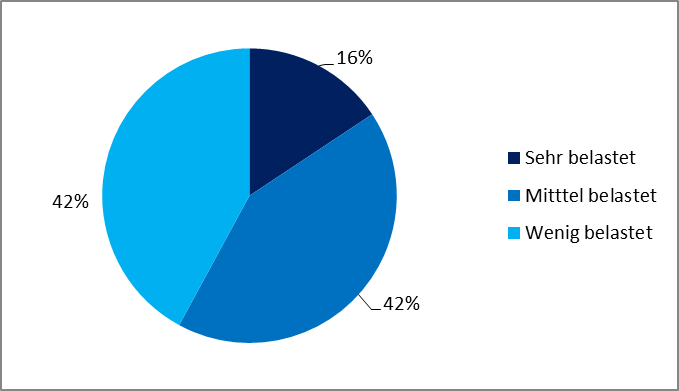 16%
42%
42%
Sehr belastet
Mitttel belastet
Wenig belastet